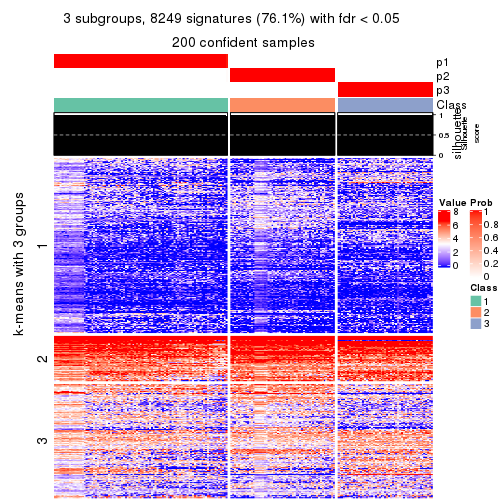 3 subgroups, 8249 signatures (76.1%) with fdr < 0.05
200 confident samples
p1
p2
p3
Class
1
0.5
0
silhouette
Silhouette
score
k-means with 3 groups
1
2
3
Value
8
6
4
2
0
Prob
1
0.8
0.6
0.4
0.2
0
Class
1
2
3